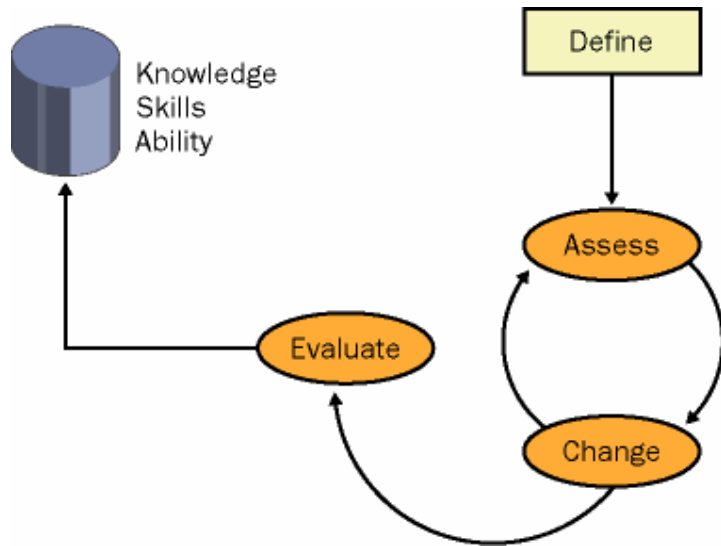 Define
Knowledge
Skills
Ability
Assess
Evaluate
Change